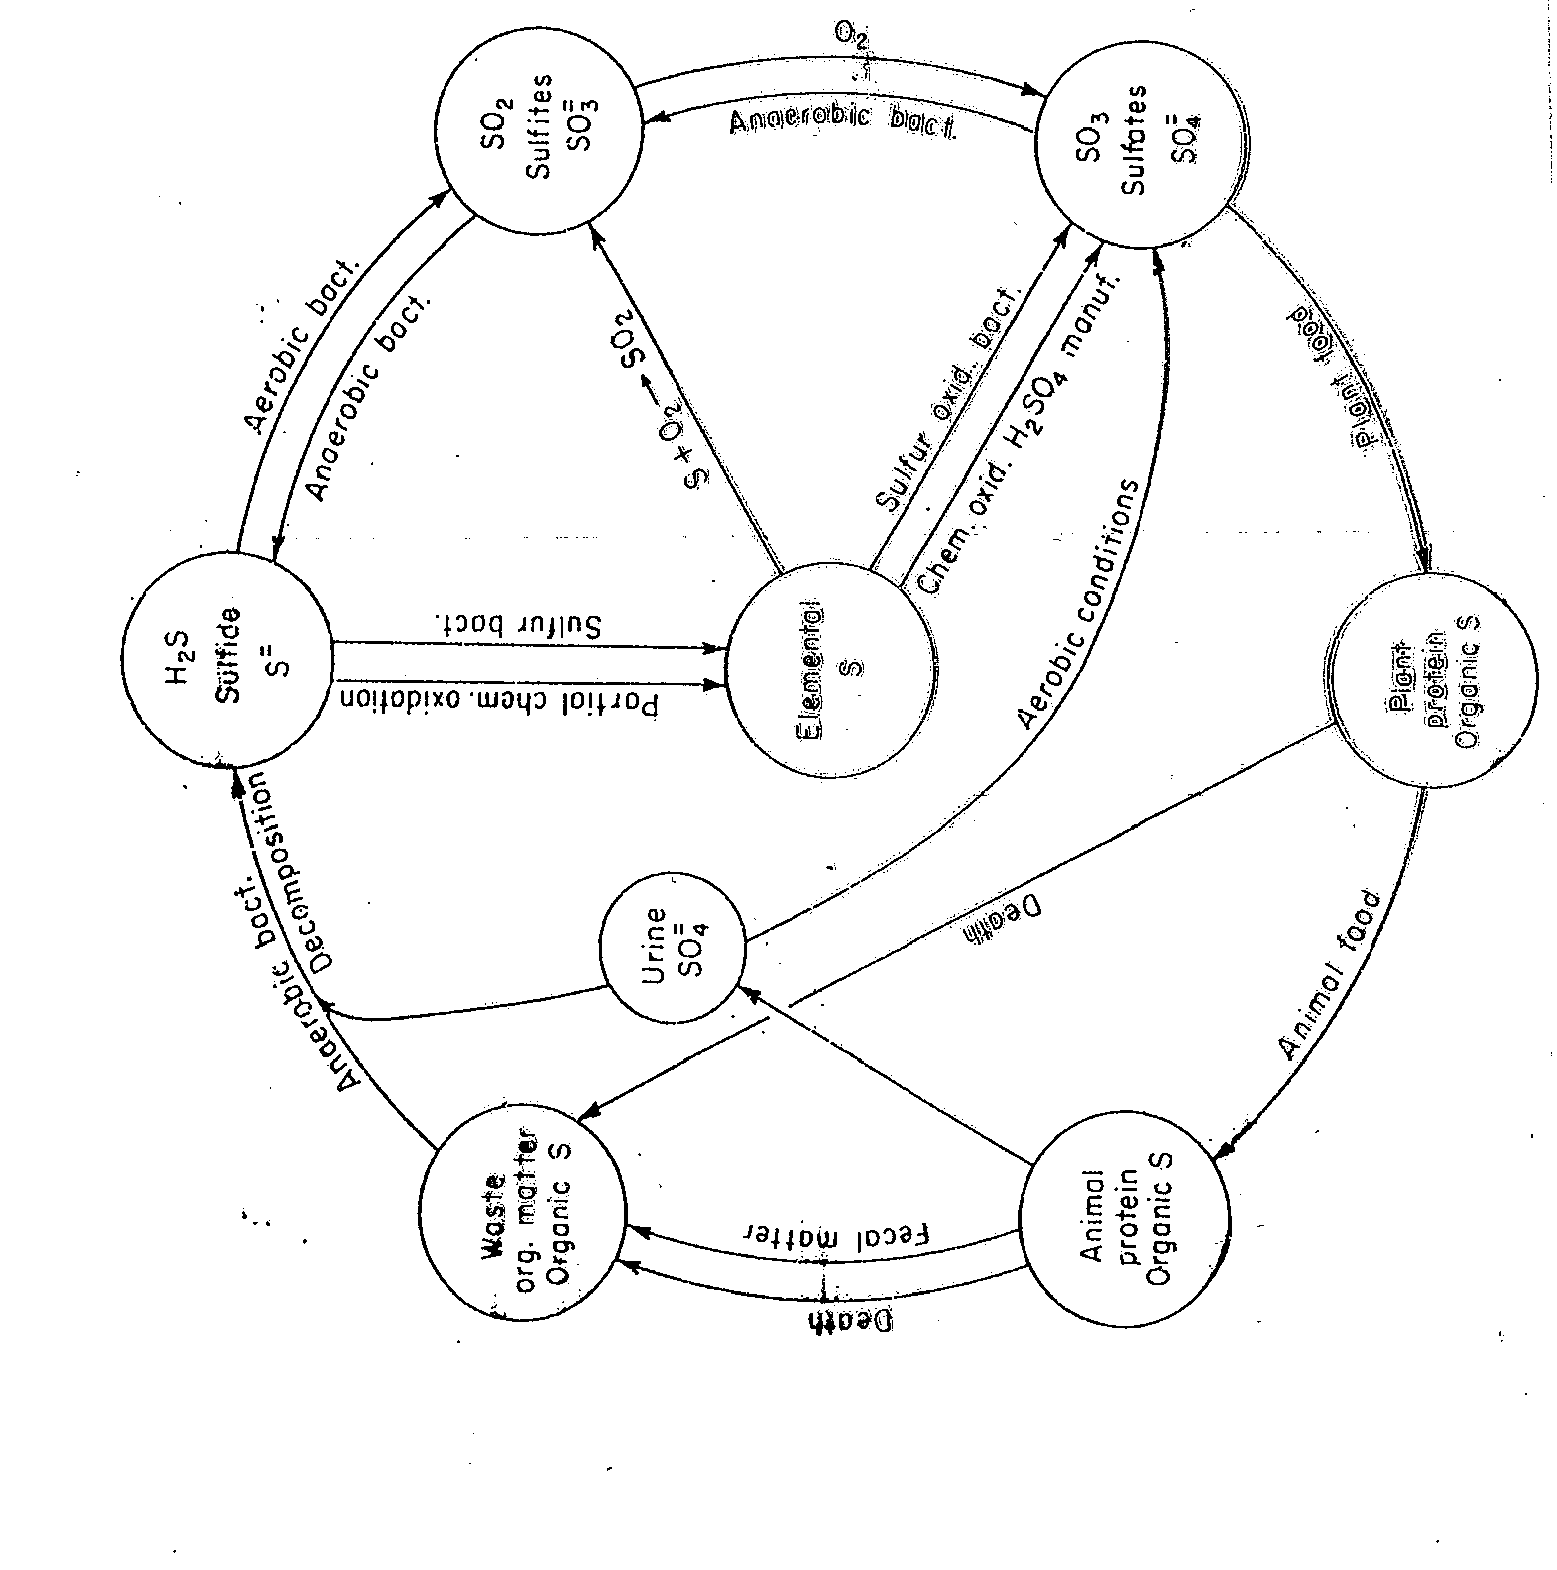 H₂S
Sulfide
S⁼
SO₂
Sulfites
SO₃⁼
SO₃
Sulfates
SO₄⁼
Elemental
S
Plant
protein
Organic S
Animal
protein
Organic S
Waste
org. matter
Organic S
Urine
SO₄⁼
Aerobic bact.
Anaerobic bact.
O₂
Anaerobic bact.
S + O₂ → SO₂
Sulfur oxid. bact.
Chem. oxid. H₂SO₄ manuf.
Aerobic conditions
Sulfur bact.
Partial chem. oxidation
Plant food
Animal food
Death
Fecal matter
Death
Anaerobic bact.
Decomposition